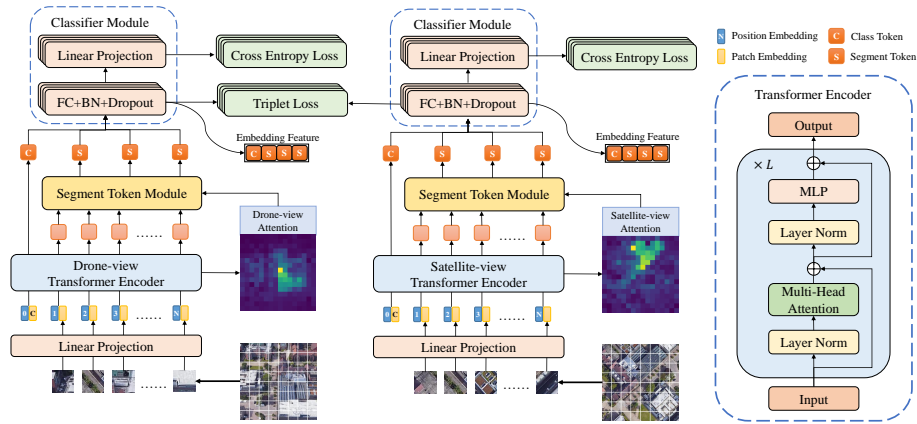 Classifier Module
Linear Projection
Cross Entropy Loss
FC+BN+Dropout
Triplet Loss
Embedding Feature
C S S S
C S S S
Segment Token Module
Drone-view
Attention
......
Drone-view
Transformer Encoder
0 C 1 2 3 ...... N
Linear Projection
......
Classifier Module
Linear Projection
Cross Entropy Loss
FC+BN+Dropout
Embedding Feature
C S S S
C S S S
Segment Token Module
Satellite-view
Attention
......
Satellite-view
Transformer Encoder
0 C 1 2 3 ...... N
Linear Projection
......
N Position Embedding
C Class Token
Patch Embedding
S Segment Token
Transformer Encoder
Output
× L
MLP
Layer Norm
Multi-Head
Attention
Layer Norm
Input